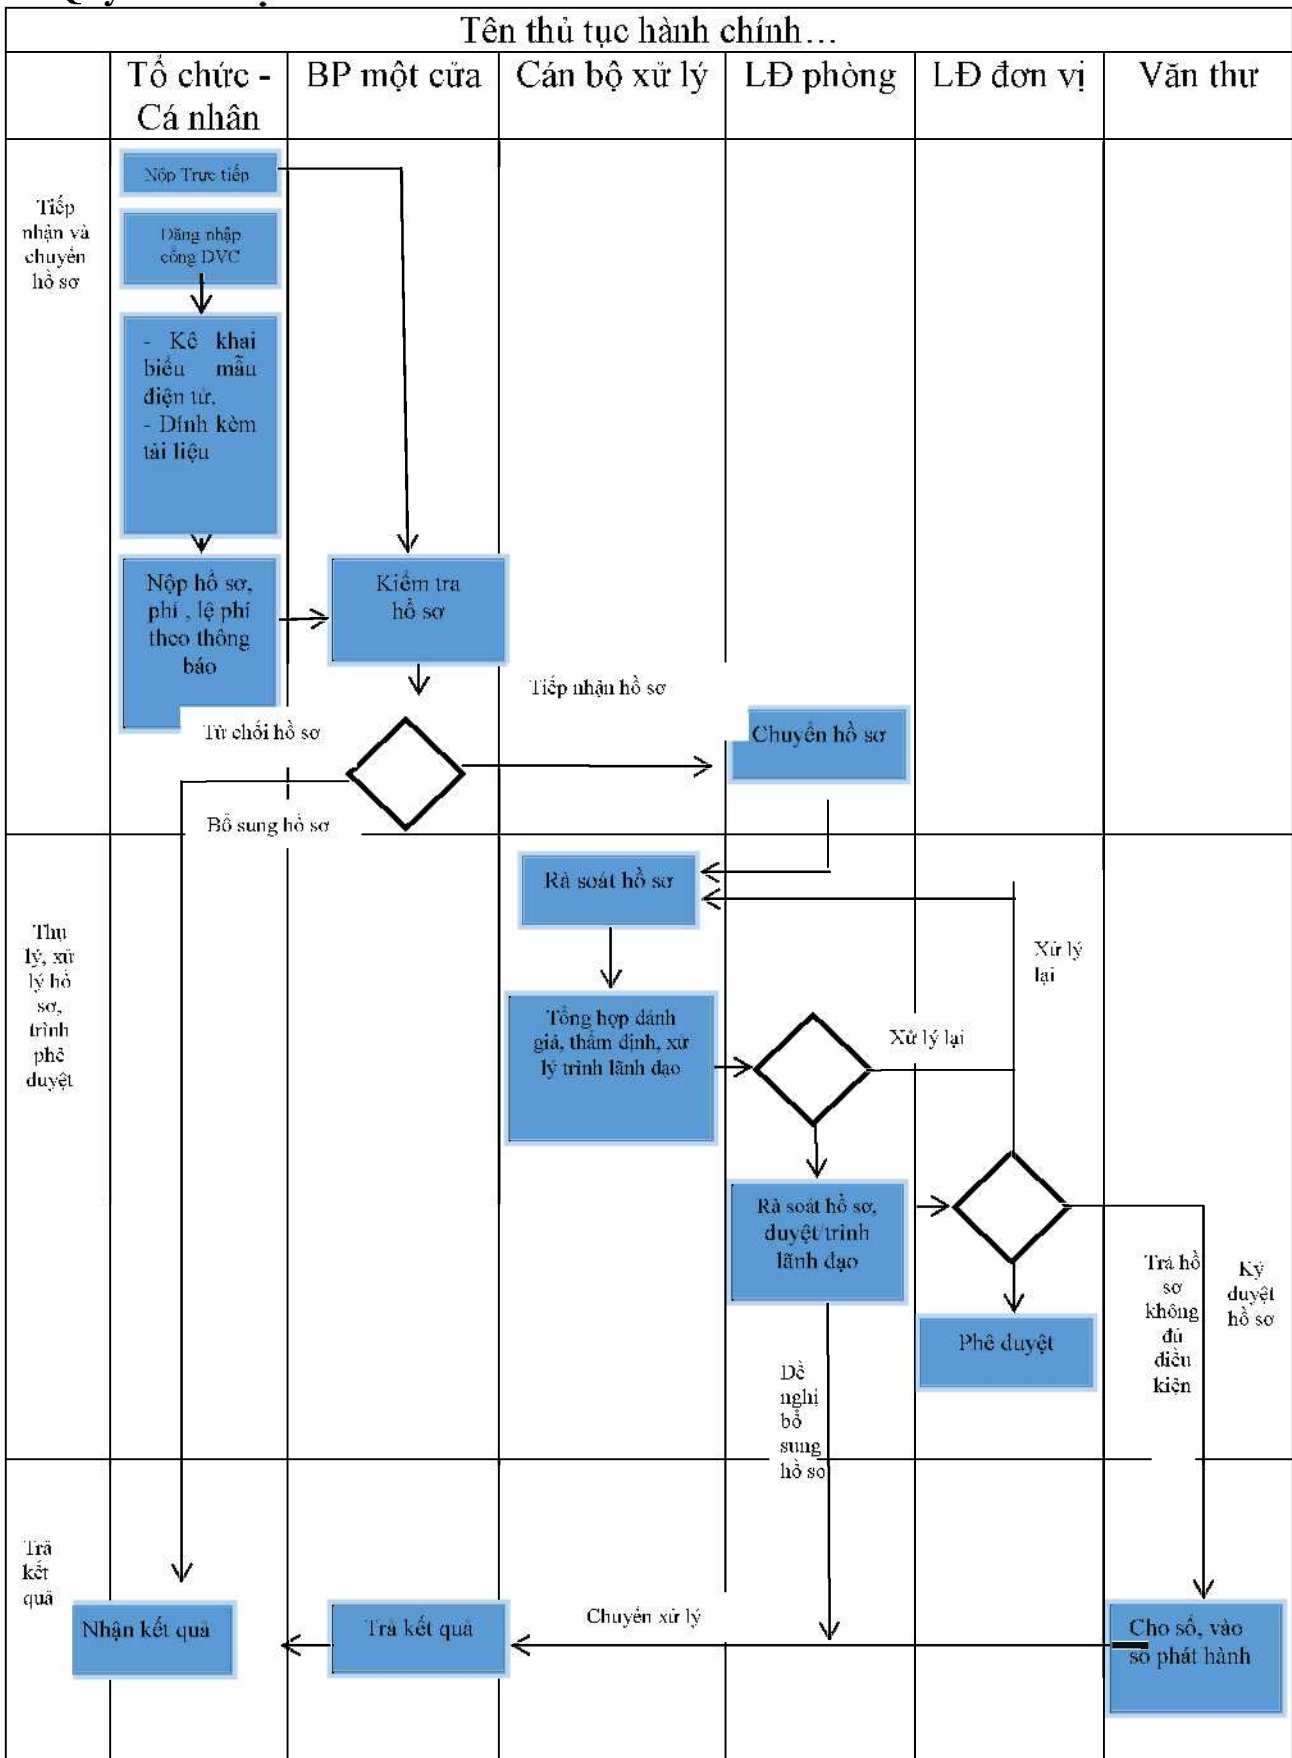 Tên thủ tục hành chính...
Tổ chức -
Cá nhân
BP một cửa
Cán bộ xử lý
LĐ phòng
LĐ đơn vị
Văn thư
Tiếp
nhận và
chuyển
hồ sơ
Nộp Trực tiếp
Đăng nhập
cổng DVC
- Kê khai
biểu mẫu
điện tử.
- Đính kèm
tài liệu
Nộp hồ sơ,
phí , lệ phí
theo thông
báo
Kiểm tra
hồ sơ
Tiếp nhận hồ sơ
Từ chối hồ sơ
Chuyển hồ sơ
Bổ sung hồ sơ
Thụ
lý, xử
lý hồ
sơ,
trình
phê
duyệt
Rà soát hồ sơ
Xử lý
lại
Tổng hợp đánh
giá, thẩm định, xử
lý trình lãnh đạo
Xử lý lại
Rà soát hồ sơ,
duyệt/trình
lãnh đạo
Trả hồ
sơ
không
đủ
điều
kiện
Ký
duyệt
hồ sơ
Phê duyệt
Đề
nghị
bổ
sung
hồ sơ
Trả
kết
quả
Nhận kết quả
Trả kết quả
Chuyển xử lý
Cho số, vào
số phát hành